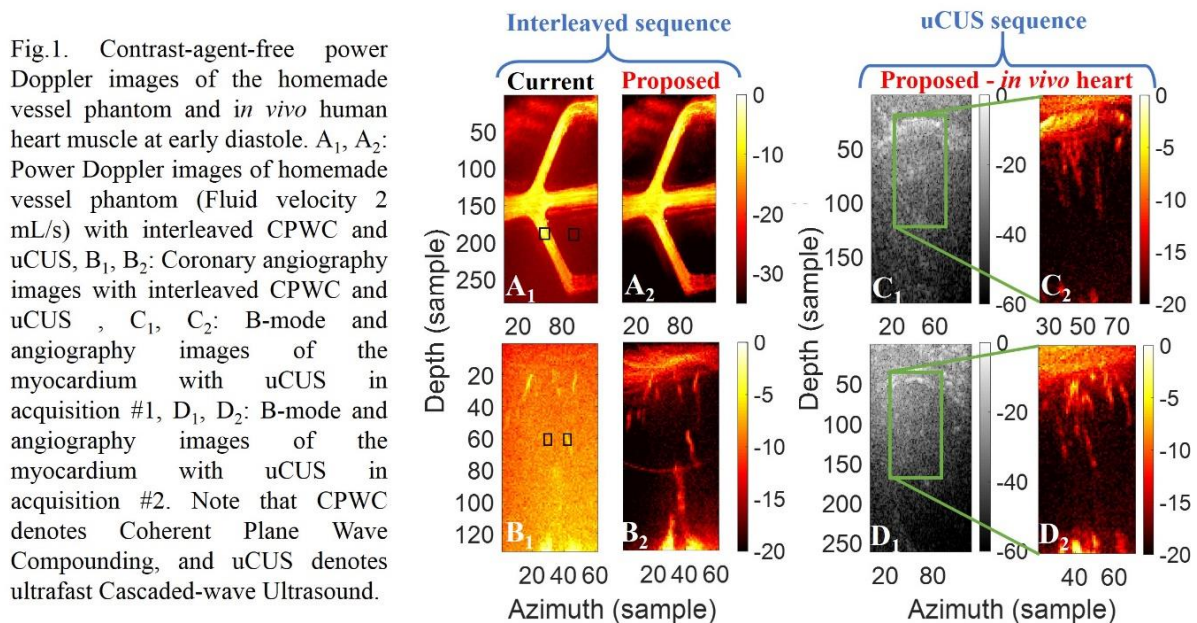 Fig.1. Contrast-agent-free power
Doppler images of the homemade
vessel phantom and in vivo human
heart muscle at early diastole. A1, A2:
Power Doppler images of homemade
vessel phantom (Fluid velocity 2
mL/s) with interleaved CPWC and
uCUS, B1, B2: Coronary angiography
images with interleaved CPWC and
uCUS , C1, C2: B-mode and
angiography images of the
myocardium with uCUS in
acquisition #1, D1, D2: B-mode and
angiography images of the
myocardium with uCUS in
acquisition #2. Note that CPWC
denotes Coherent Plane Wave
Compounding, and uCUS denotes
ultrafast Cascaded-wave Ultrasound.
Interleaved sequence
Current Proposed
Depth (sample)
50
100
150
200
250
A1
20 80
A2
20 80
0
-10
-20
-30
20
40
60
80
100
120
B1
20 40 60
B2
20 40 60
0
-5
-10
-15
-20
Azimuth (sample)
uCUS sequence
Proposed - in vivo heart
Depth (sample)
50
100
150
C1
20 60
0
-20
-40
-60
C2
30 50 70
0
-5
-10
-15
-20
50
100
150
200
250
D1
20 80
0
-20
-40
-60
D2
40 60
0
-5
-10
-15
-20
Azimuth (sample)